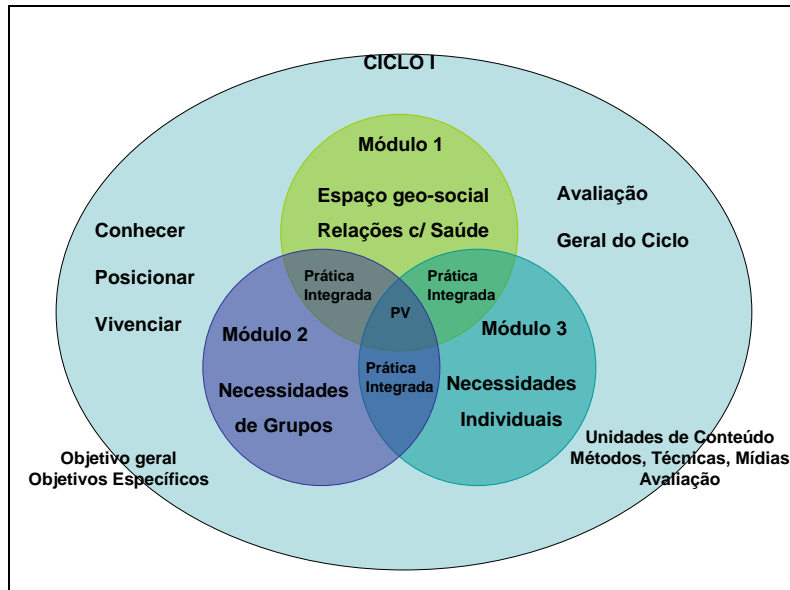 CICLO I
Módulo 1
Espaço geo-social
Relações c/ Saúde
Conhecer
Posicionar
Vivenciar
Avaliação
Geral do Ciclo
Prática
Integrada
Prática
Integrada
PV
Módulo 2
Necessidades
de Grupos
Prática
Integrada
Módulo 3
Necessidades
Individuais
Objetivo geral
Objetivos Específicos
Unidades de Conteúdo
Métodos, Técnicas, Mídias
Avaliação